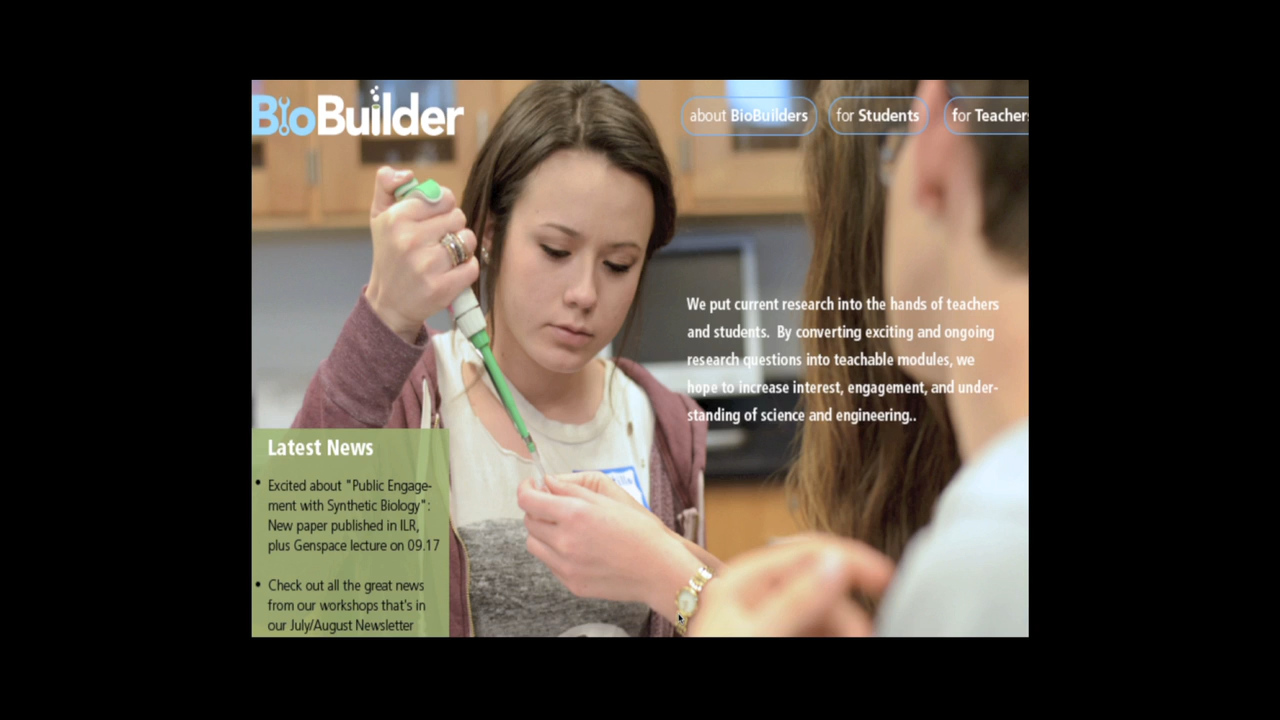 BioBuilder
about BioBuilders
for Students
for Teachers
We put current research into the hands of teachers
and students. By converting exciting and ongoing
research questions into teachable modules, we
hope to increase interest, engagement, and under-
standing of science and engineering..
Latest News
• Excited about "Public Engage-
ment with Synthetic Biology":
New paper published in ILR,
plus Genspace lecture on 09.17
• Check out all the great news
from our workshops that's in
our July/August Newsletter